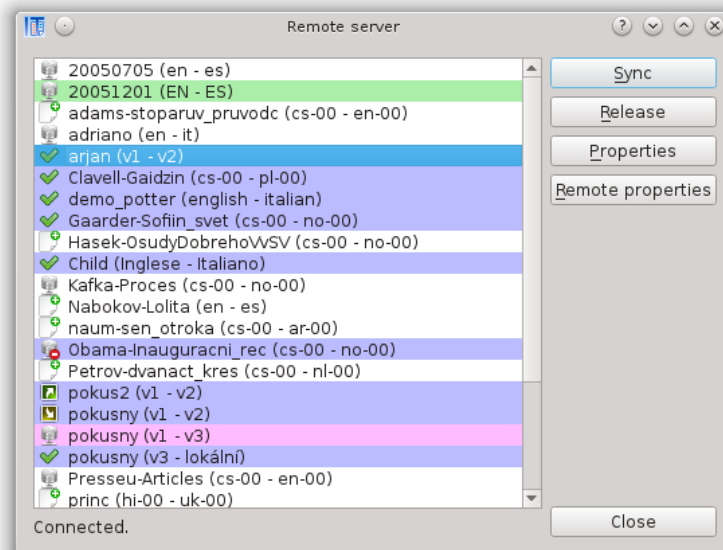 Remote server
20050705 (en - es)
20051201 (EN - ES)
adams-stoparuv_pruvodc (cs-00 - en-00)
adriano (en - it)
arjan (v1 - v2)
Clavell-Gaidzin (cs-00 - pl-00)
demo_potter (english - italian)
Gaarder-Sofiin_svet (cs-00 - no-00)
Hasek-OsudyDobrehoVVSV (cs-00 - no-00)
Child (Inglese - Italiano)
Kafka-Proces (cs-00 - no-00)
Nabokov-Lolita (en - es)
naum-sen_otroka (cs-00 - ar-00)
Obama-Inauguracni_rec (cs-00 - no-00)
Petrov-dvanact_kres (cs-00 - nl-00)
pokus2 (v1 - v2)
pokusny (v1 - v2)
pokusny (v1 - v3)
pokusny (v3 - lokální)
Presseu-Articles (cs-00 - en-00)
princ (hi-00 - uk-00)
Connected.
Sync
Release
Properties
Remote properties
Close